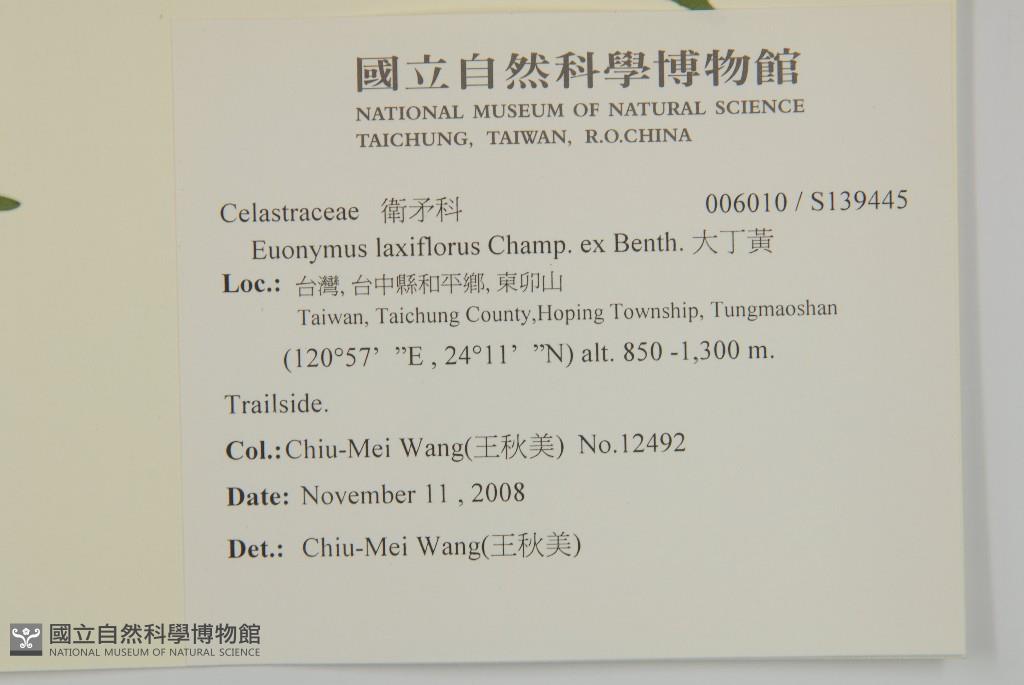 國立自然科學博物館
NATIONAL MUSEUM OF NATURAL SCIENCE
TAICHUNG, TAIWAN, R.O.CHINA
Celastraceae 衛矛科 006010 / S139445
Euonymus laxiflorus Champ. ex Benth. 大丁黃
Loc.: 台灣, 台中縣和平鄉, 東卯山
Taiwan, Taichung County,Hoping Township, Tungmaoshan
(120°57’ ”E , 24°11’ ”N) alt. 850 -1,300 m.
Trailside.
Col.:Chiu-Mei Wang(王秋美) No.12492
Date: November 11 , 2008
Det.: Chiu-Mei Wang(王秋美)
國立自然科學博物館
NATIONAL MUSEUM OF NATURAL SCIENCE